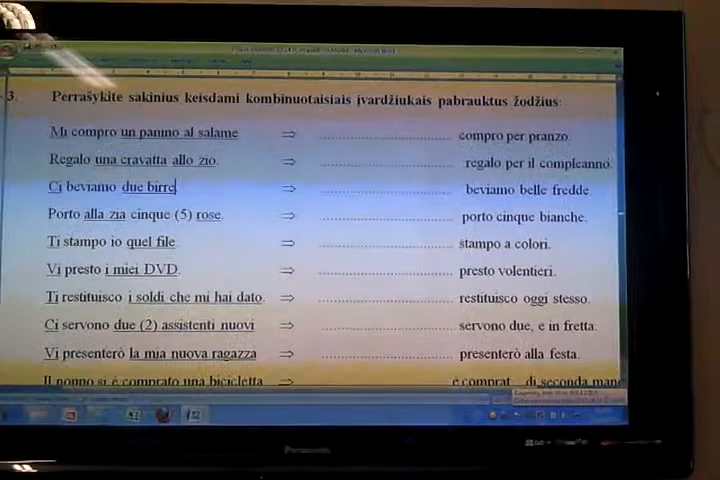 3. Perrašykite sakinius keisdami kombinuotaisiais įvardžiukais pabrauktus žodžius:
Mi compro un panino al salame ⇒ .......................... compro per pranzo.
Regalo una cravatta allo zio. ⇒ .......................... regalo per il compleanno.
Ci beviamo due birre ⇒ .......................... beviamo belle fredde.
Porto alla zia cinque (5) rose. ⇒ .......................... porto cinque bianche.
Ti stampo io quel file. ⇒ .......................... stampo a colori.
Vi presto i miei DVD. ⇒ .......................... presto volentieri.
Ti restituisco i soldi che mi hai dato. ⇒ .......................... restituisco oggi stesso.
Ci servono due (2) assistenti nuovi ⇒ .......................... servono due, e in fretta.
Vi presenterò la mia nuova ragazza ⇒ .......................... presenterò alla festa.
Il nonno si è comprato una bicicletta ⇒ è comprat di seconda man
Panasonic